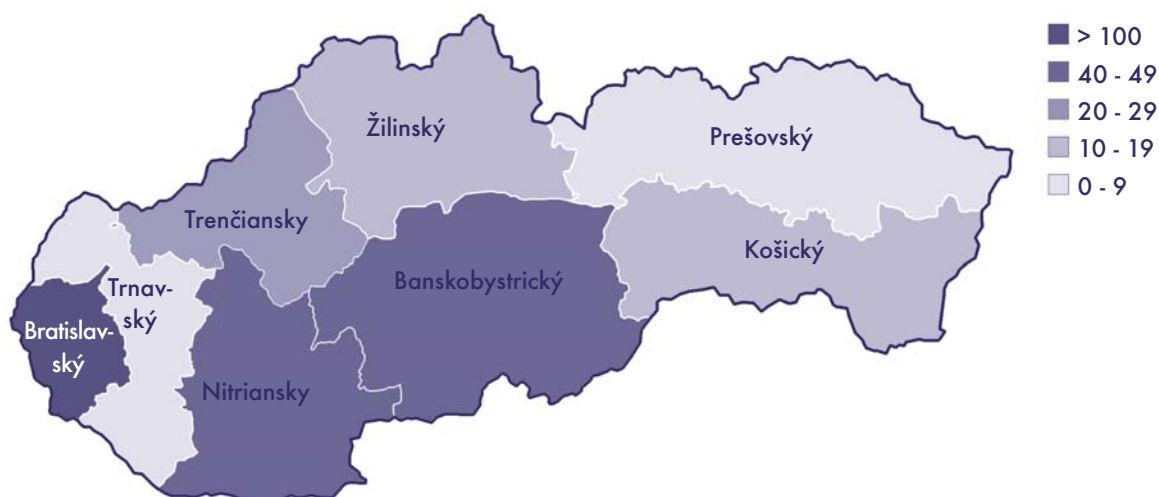 > 100
40 - 49
20 - 29
10 - 19
0 - 9
Žilinský
Prešovský
Trenčiansky
Košický
Banskobystrický
Trnav-
ský
Bratislav-
ský
Nitriansky